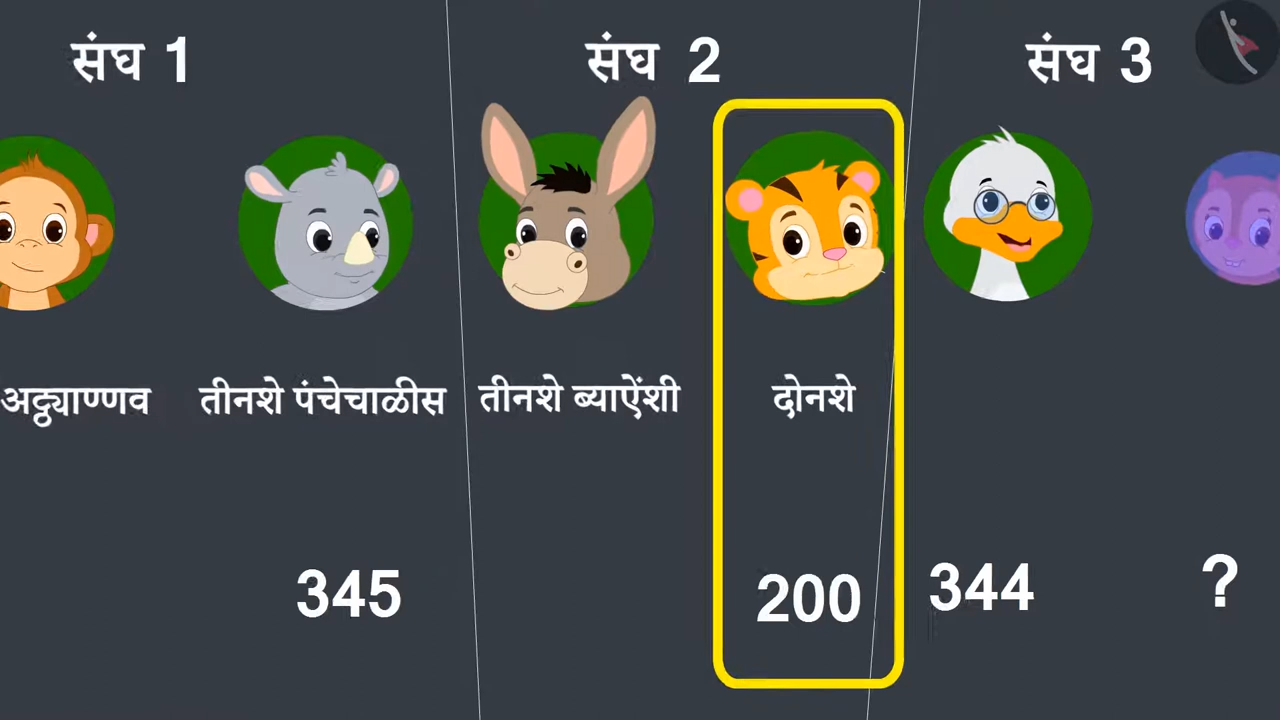 संघ 1
संघ 2
संघ 3
अठ्ठ्याण्णव
तीनशे पंचेचाळीस
तीनशे ब्याऐंशी
दोनशे
345
200
344
?